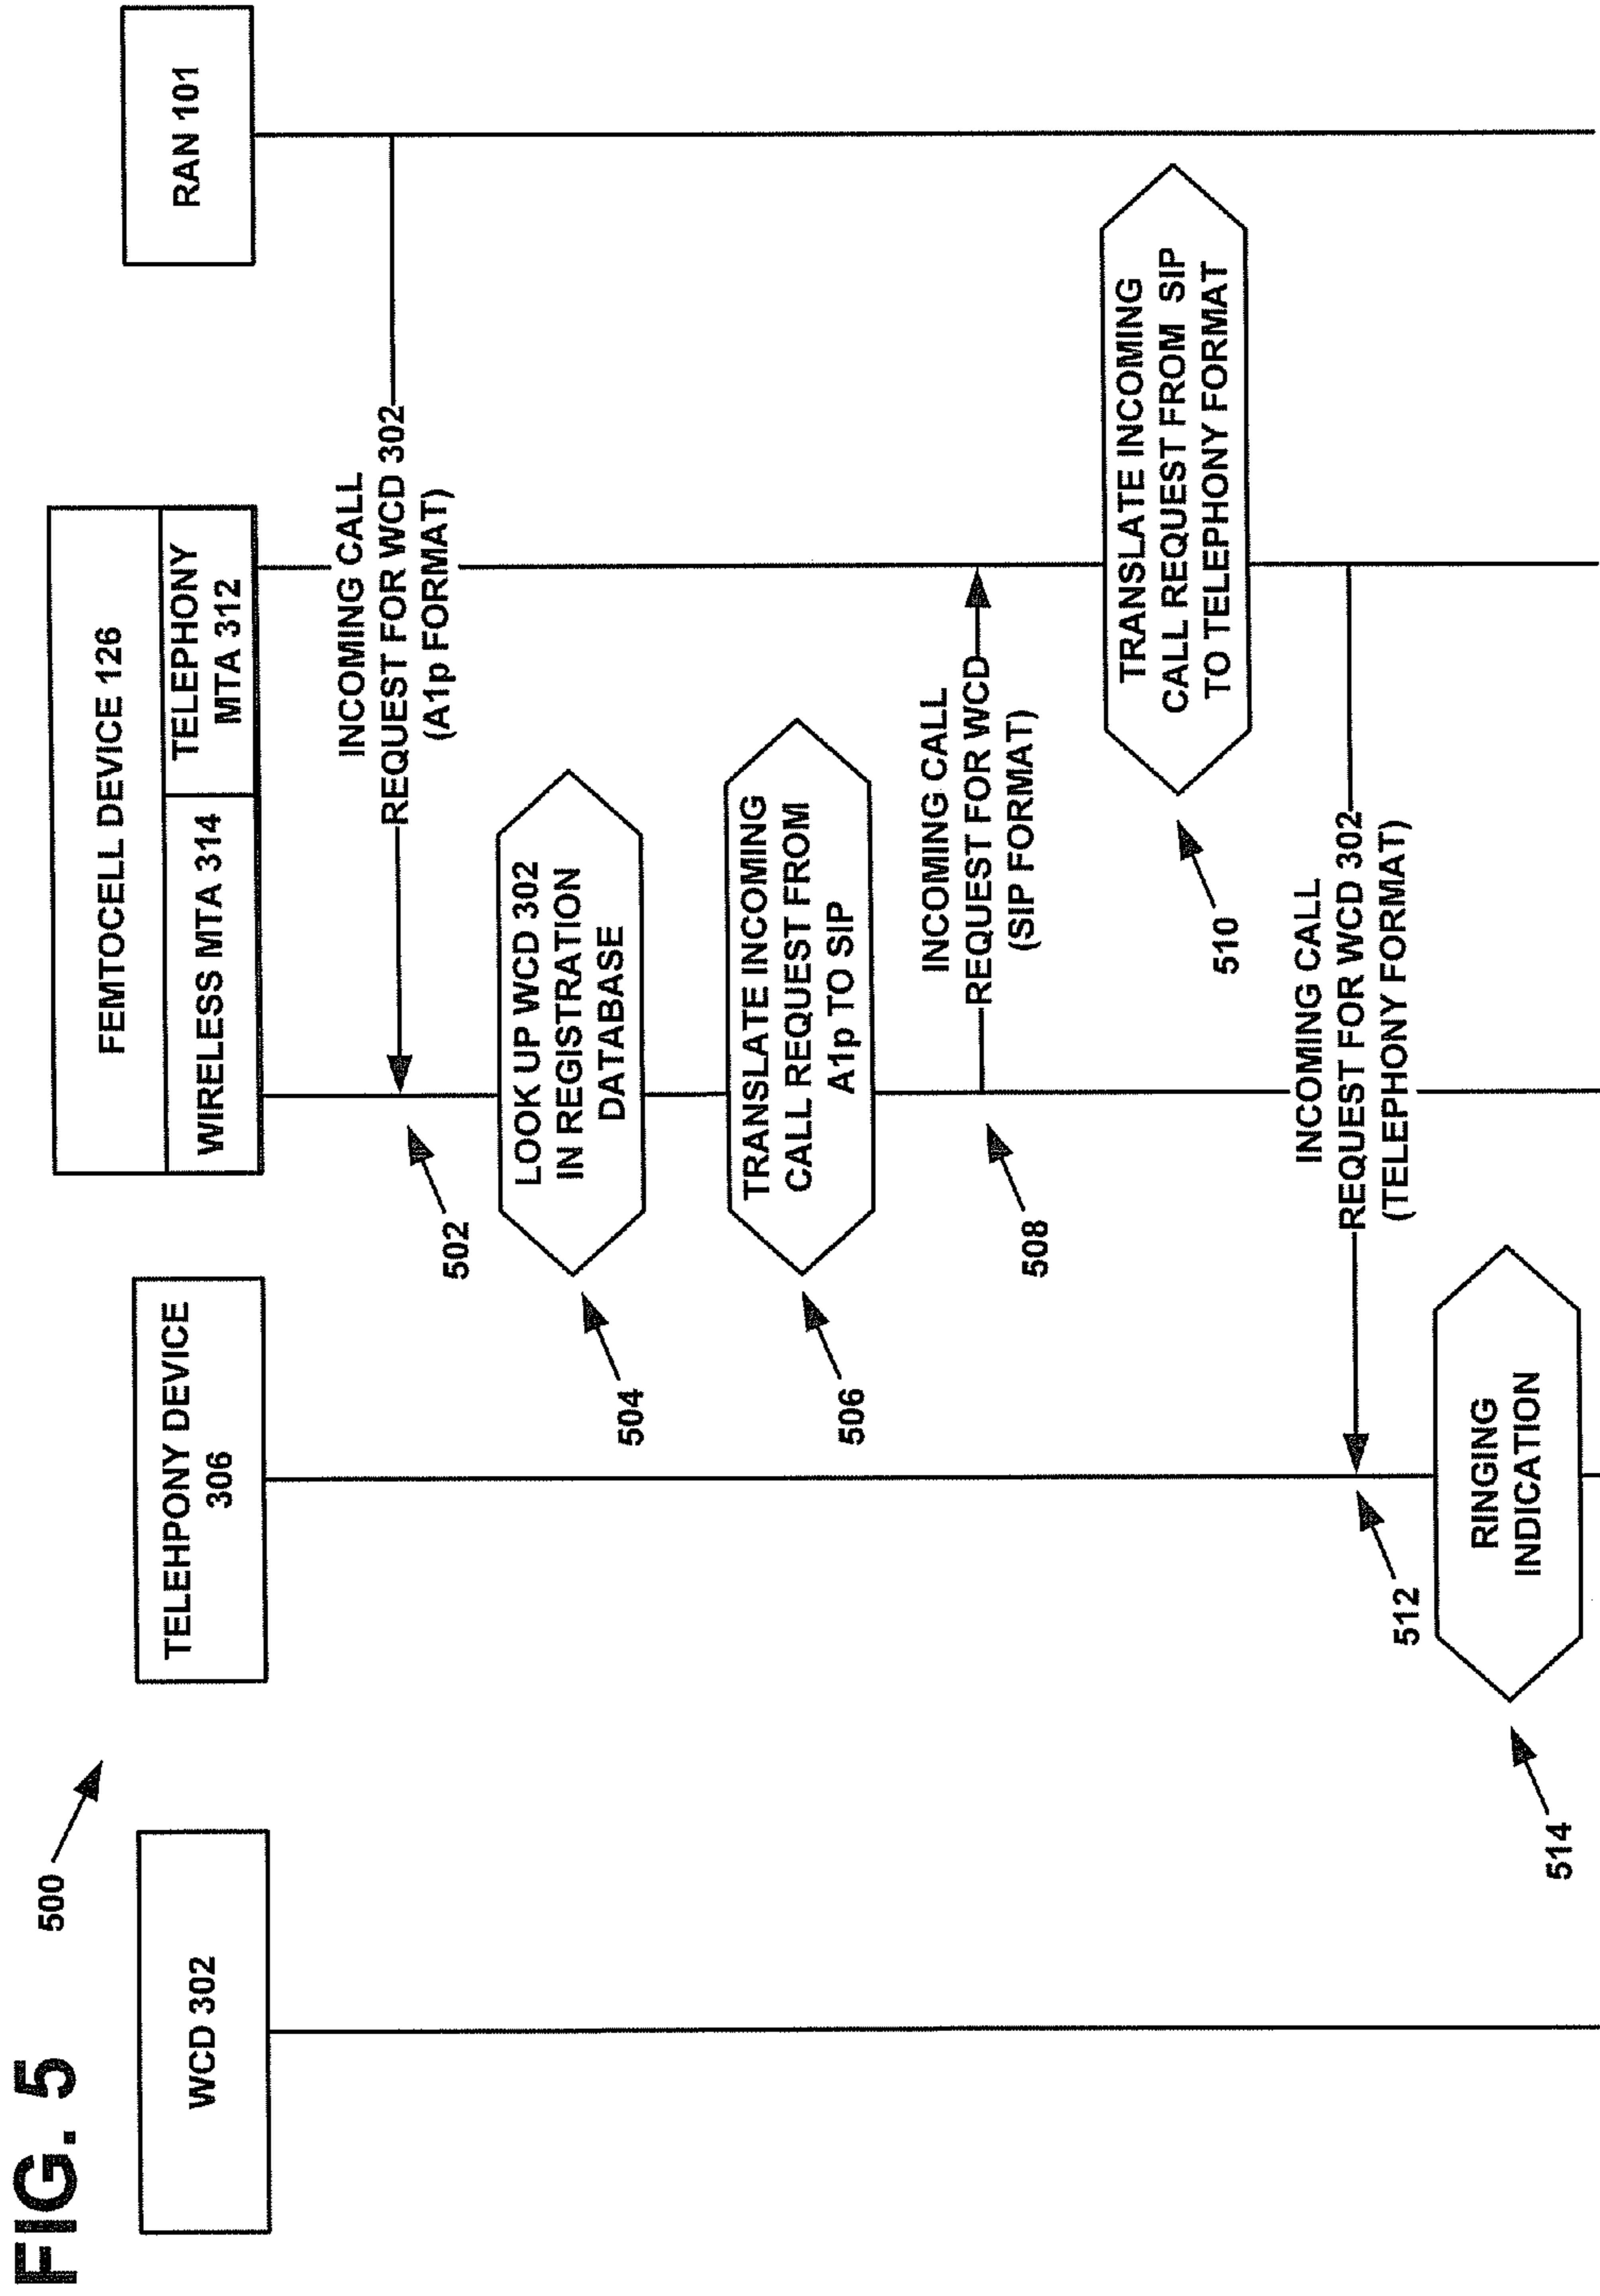 FIG. 5
500
WCD 302
TELEHPONY DEVICE
306
FEMTOCELL DEVICE 126
WIRELESS MTA 314
TELEPHONY
MTA 312
RAN 101
INCOMING CALL
REQUEST FOR WCD 302
(A1p FORMAT)
502
LOOK UP WCD 302
IN REGISTRATION
DATABASE
504
TRANSLATE INCOMING
CALL REQUEST FROM
A1p TO SIP
506
INCOMING CALL
REQUEST FOR WCD
(SIP FORMAT)
508
TRANSLATE INCOMING
CALL REQUEST FROM SIP
TO TELEPHONY FORMAT
510
INCOMING CALL
REQUEST FOR WCD 302
(TELEPHONY FORMAT)
512
RINGING
INDICATION
514